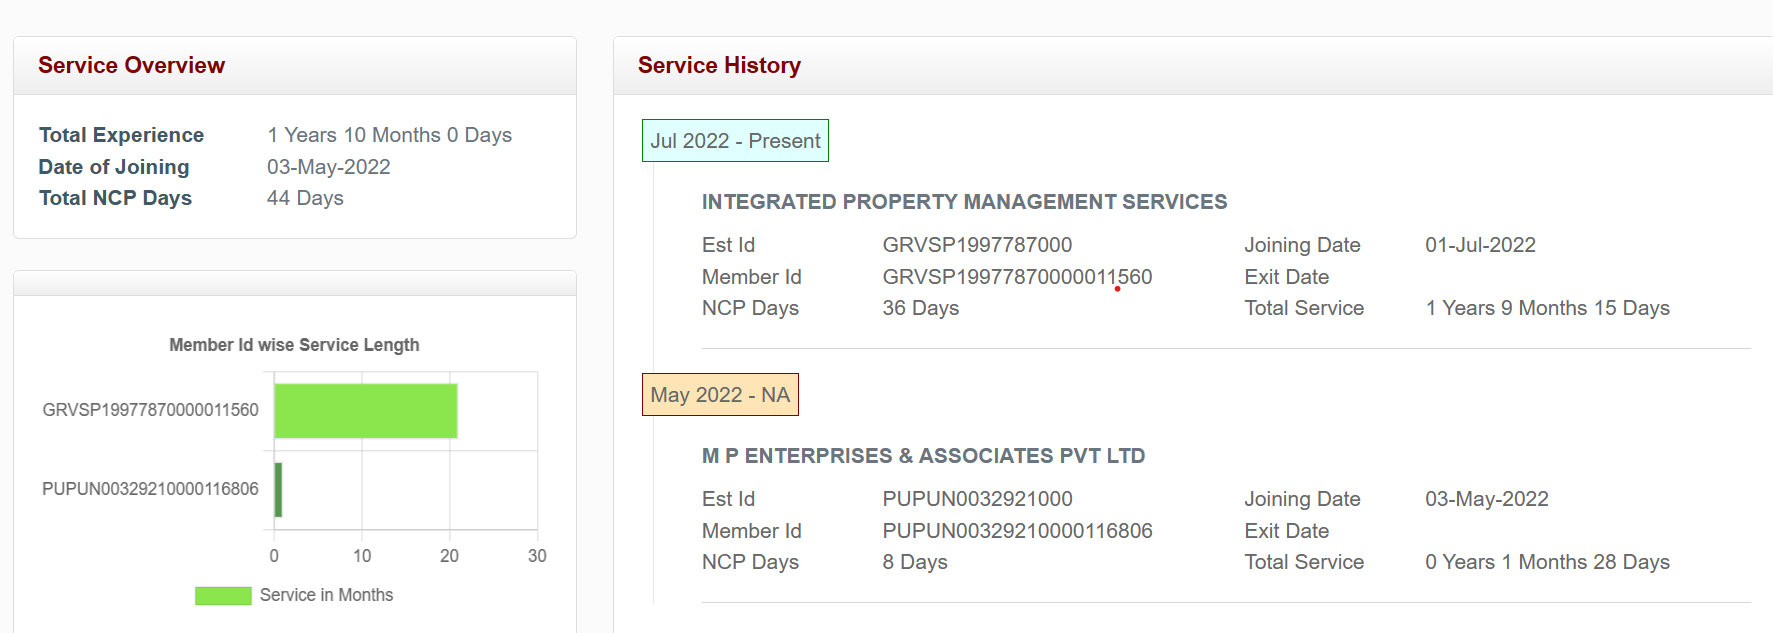 Service Overview
Total Experience 1 Years 10 Months 0 Days
Date of Joining 03-May-2022
Total NCP Days 44 Days
Member Id wise Service Length
GRVSP19977870000011560
PUPUN00329210000116806
0 10 20 30
Service in Months
Service History
Jul 2022 - Present
INTEGRATED PROPERTY MANAGEMENT SERVICES
Est Id GRVSP1997787000 Joining Date 01-Jul-2022
Member Id GRVSP19977870000011560 Exit Date
NCP Days 36 Days Total Service 1 Years 9 Months 15 Days
May 2022 - NA
M P ENTERPRISES & ASSOCIATES PVT LTD
Est Id PUPUN0032921000 Joining Date 03-May-2022
Member Id PUPUN00329210000116806 Exit Date
NCP Days 8 Days Total Service 0 Years 1 Months 28 Days